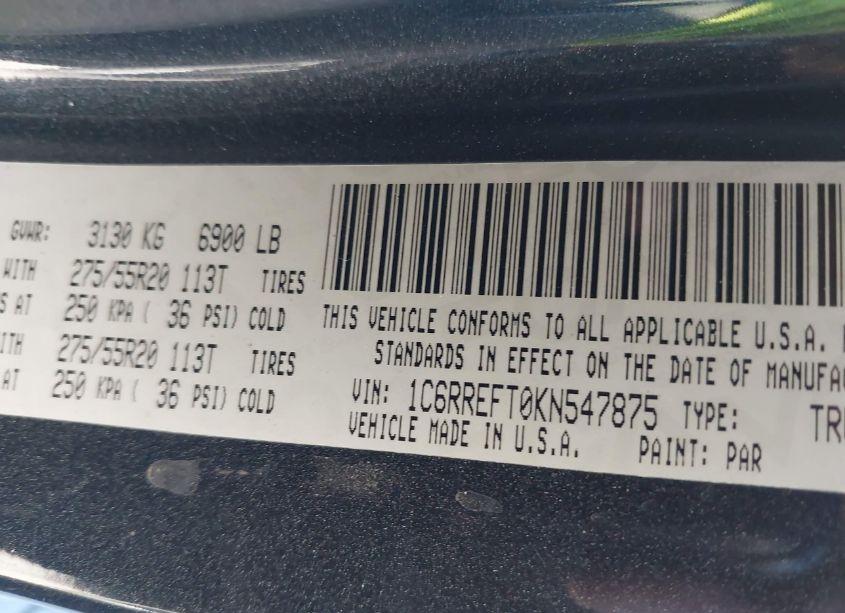 GVWR: 3130 KG 6900 LB
WITH 275/55R20 113T TIRES
S AT 250 KPA ( 36 PSI) COLD
ITH 275/55R20 113T TIRES
AT 250 KPA ( 36 PSI) COLD
THIS VEHICLE CONFORMS TO ALL APPLICABLE U.S.A.
STANDARDS IN EFFECT ON THE DATE OF MANUFA
VIN: 1C6RREFT0KN547875 TYPE: TRU
VEHICLE MADE IN U.S.A. PAINT: PAR